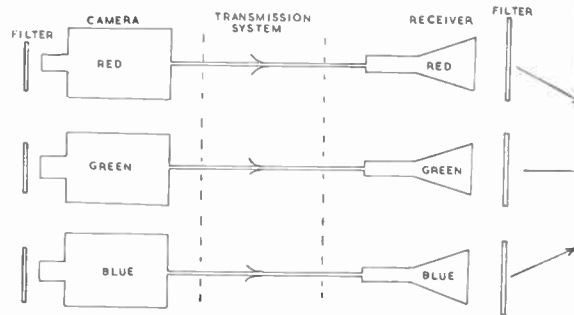 FILTER CAMERA TRANSMISSION SYSTEM RECEIVER FILTER
RED RED
GREEN GREEN
BLUE BLUE